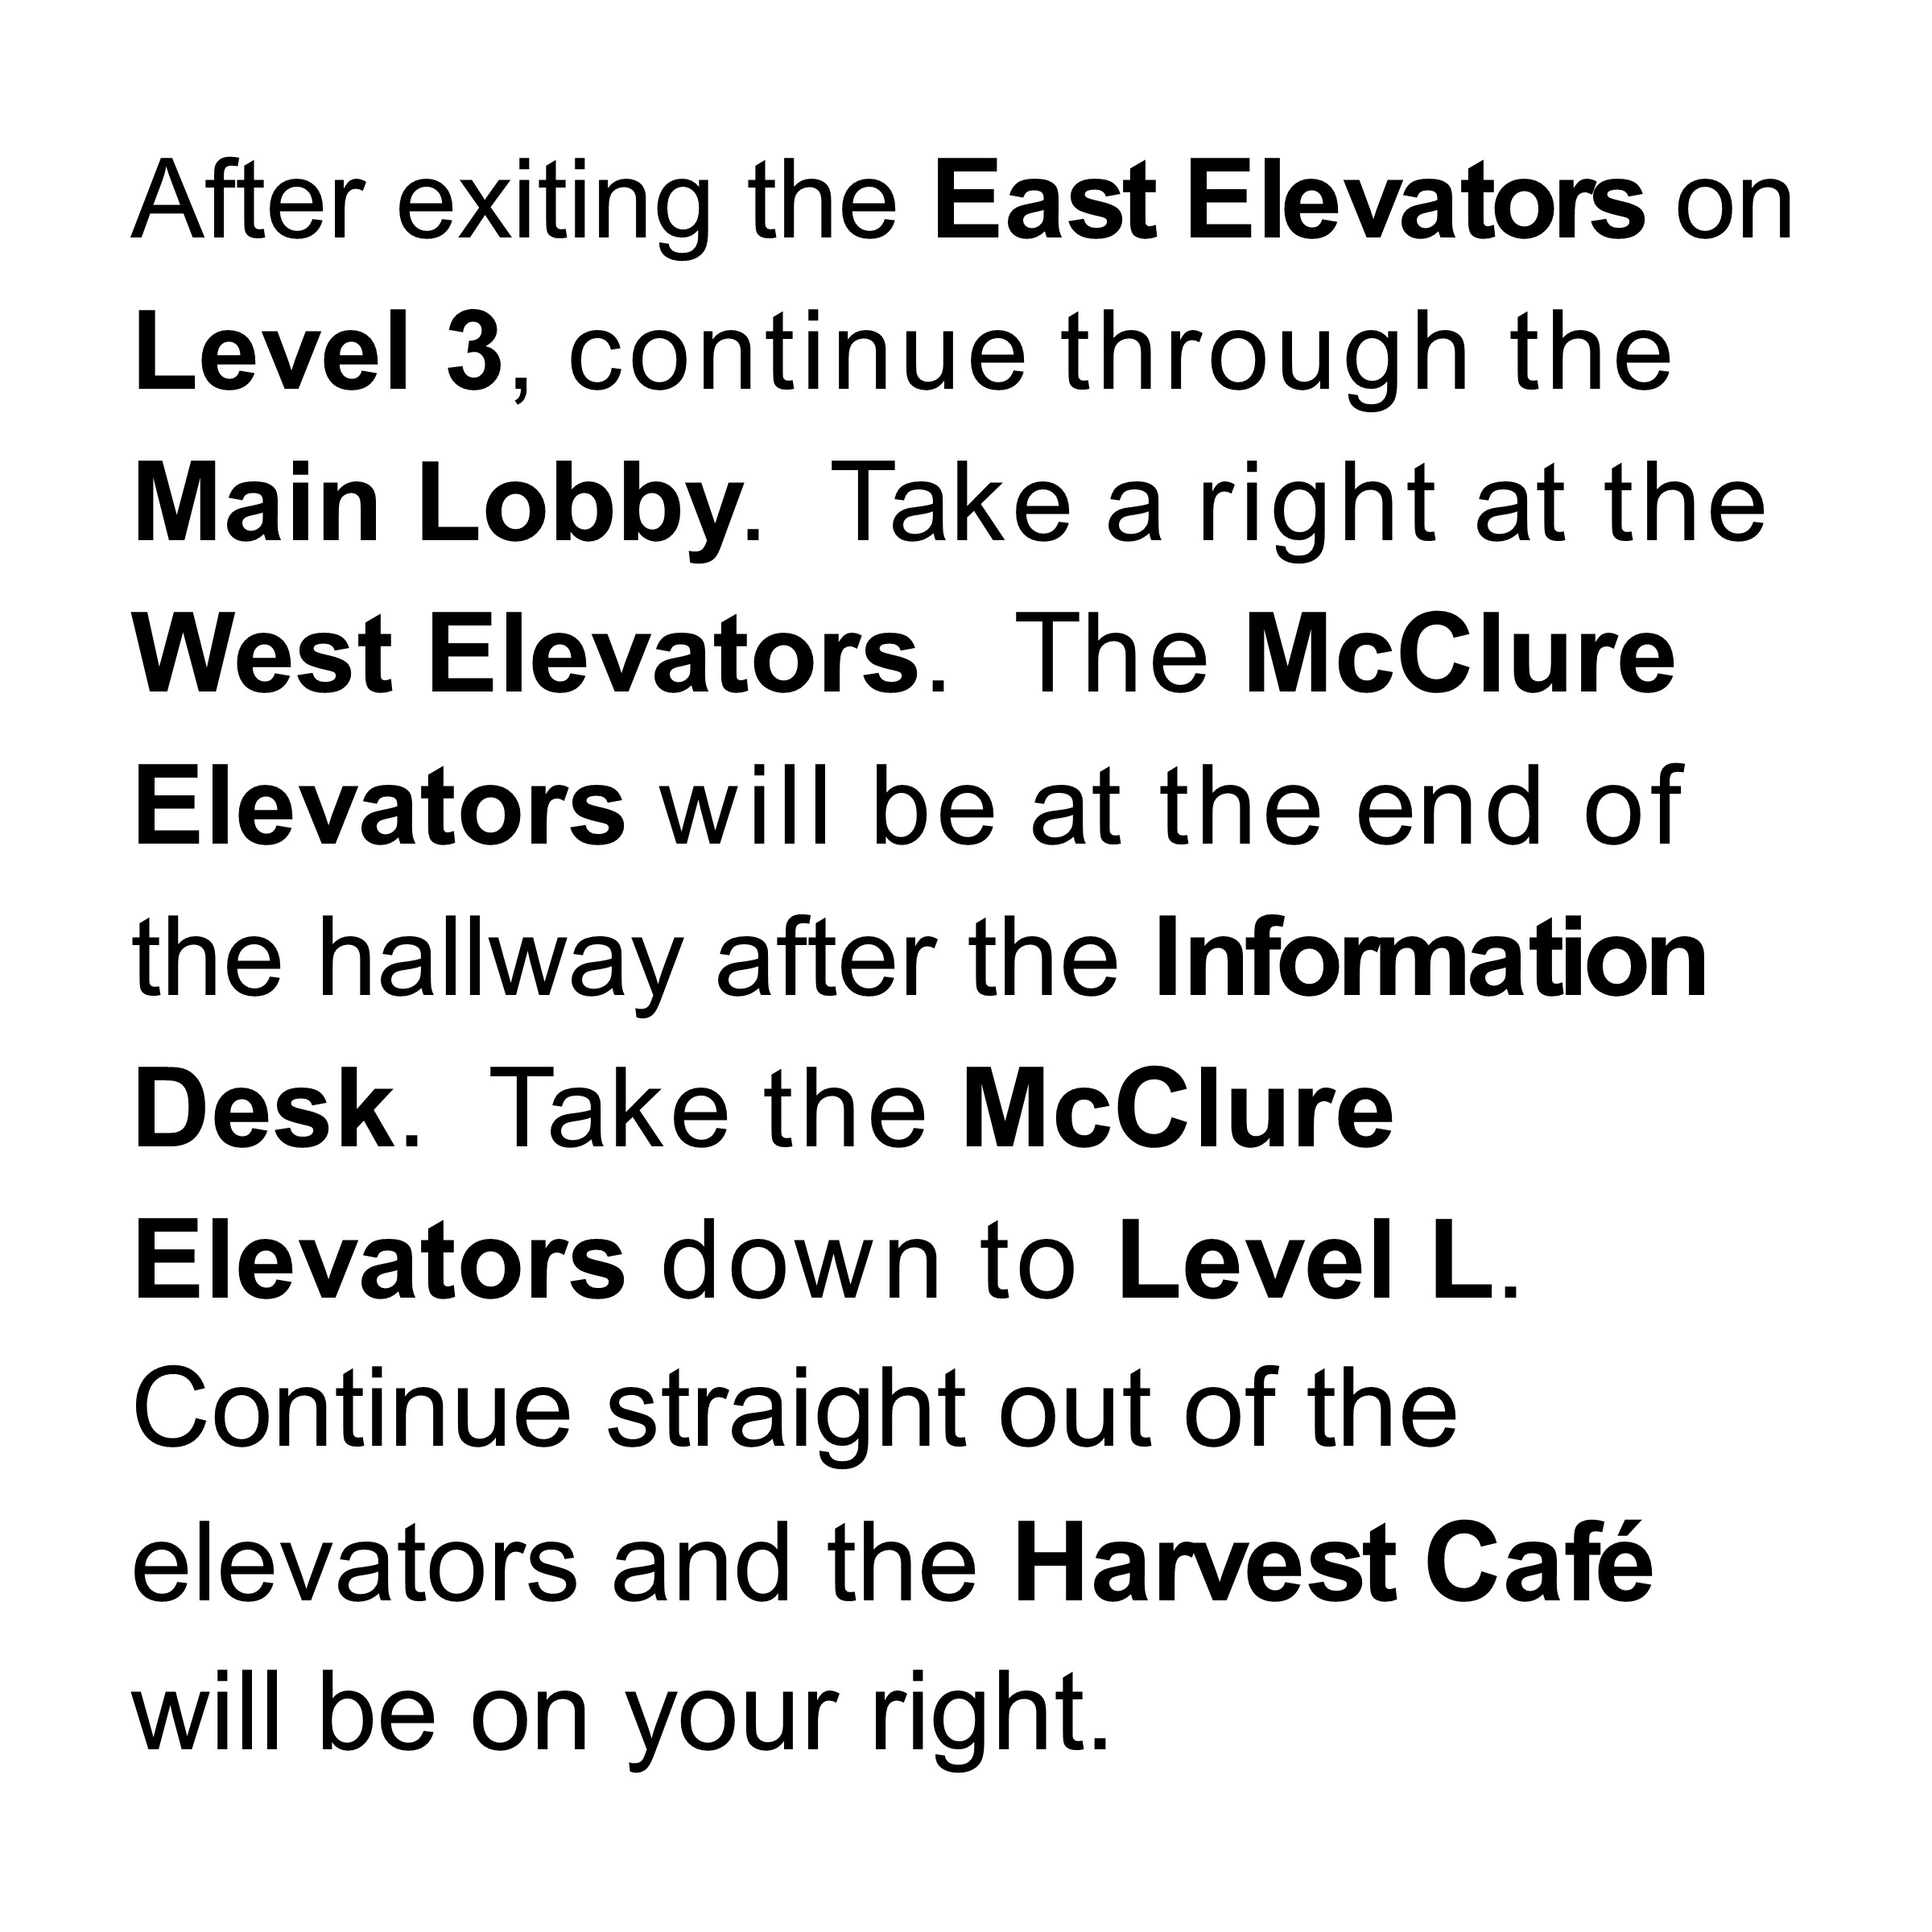 After exiting the East Elevators on
Level 3, continue through the
Main Lobby.  Take a right at the
West Elevators.  The McClure
Elevators will be at the end of
the hallway after the Information
Desk.  Take the McClure
Elevators down to Level L.
Continue straight out of the
elevators and the Harvest Café
will be on your right.